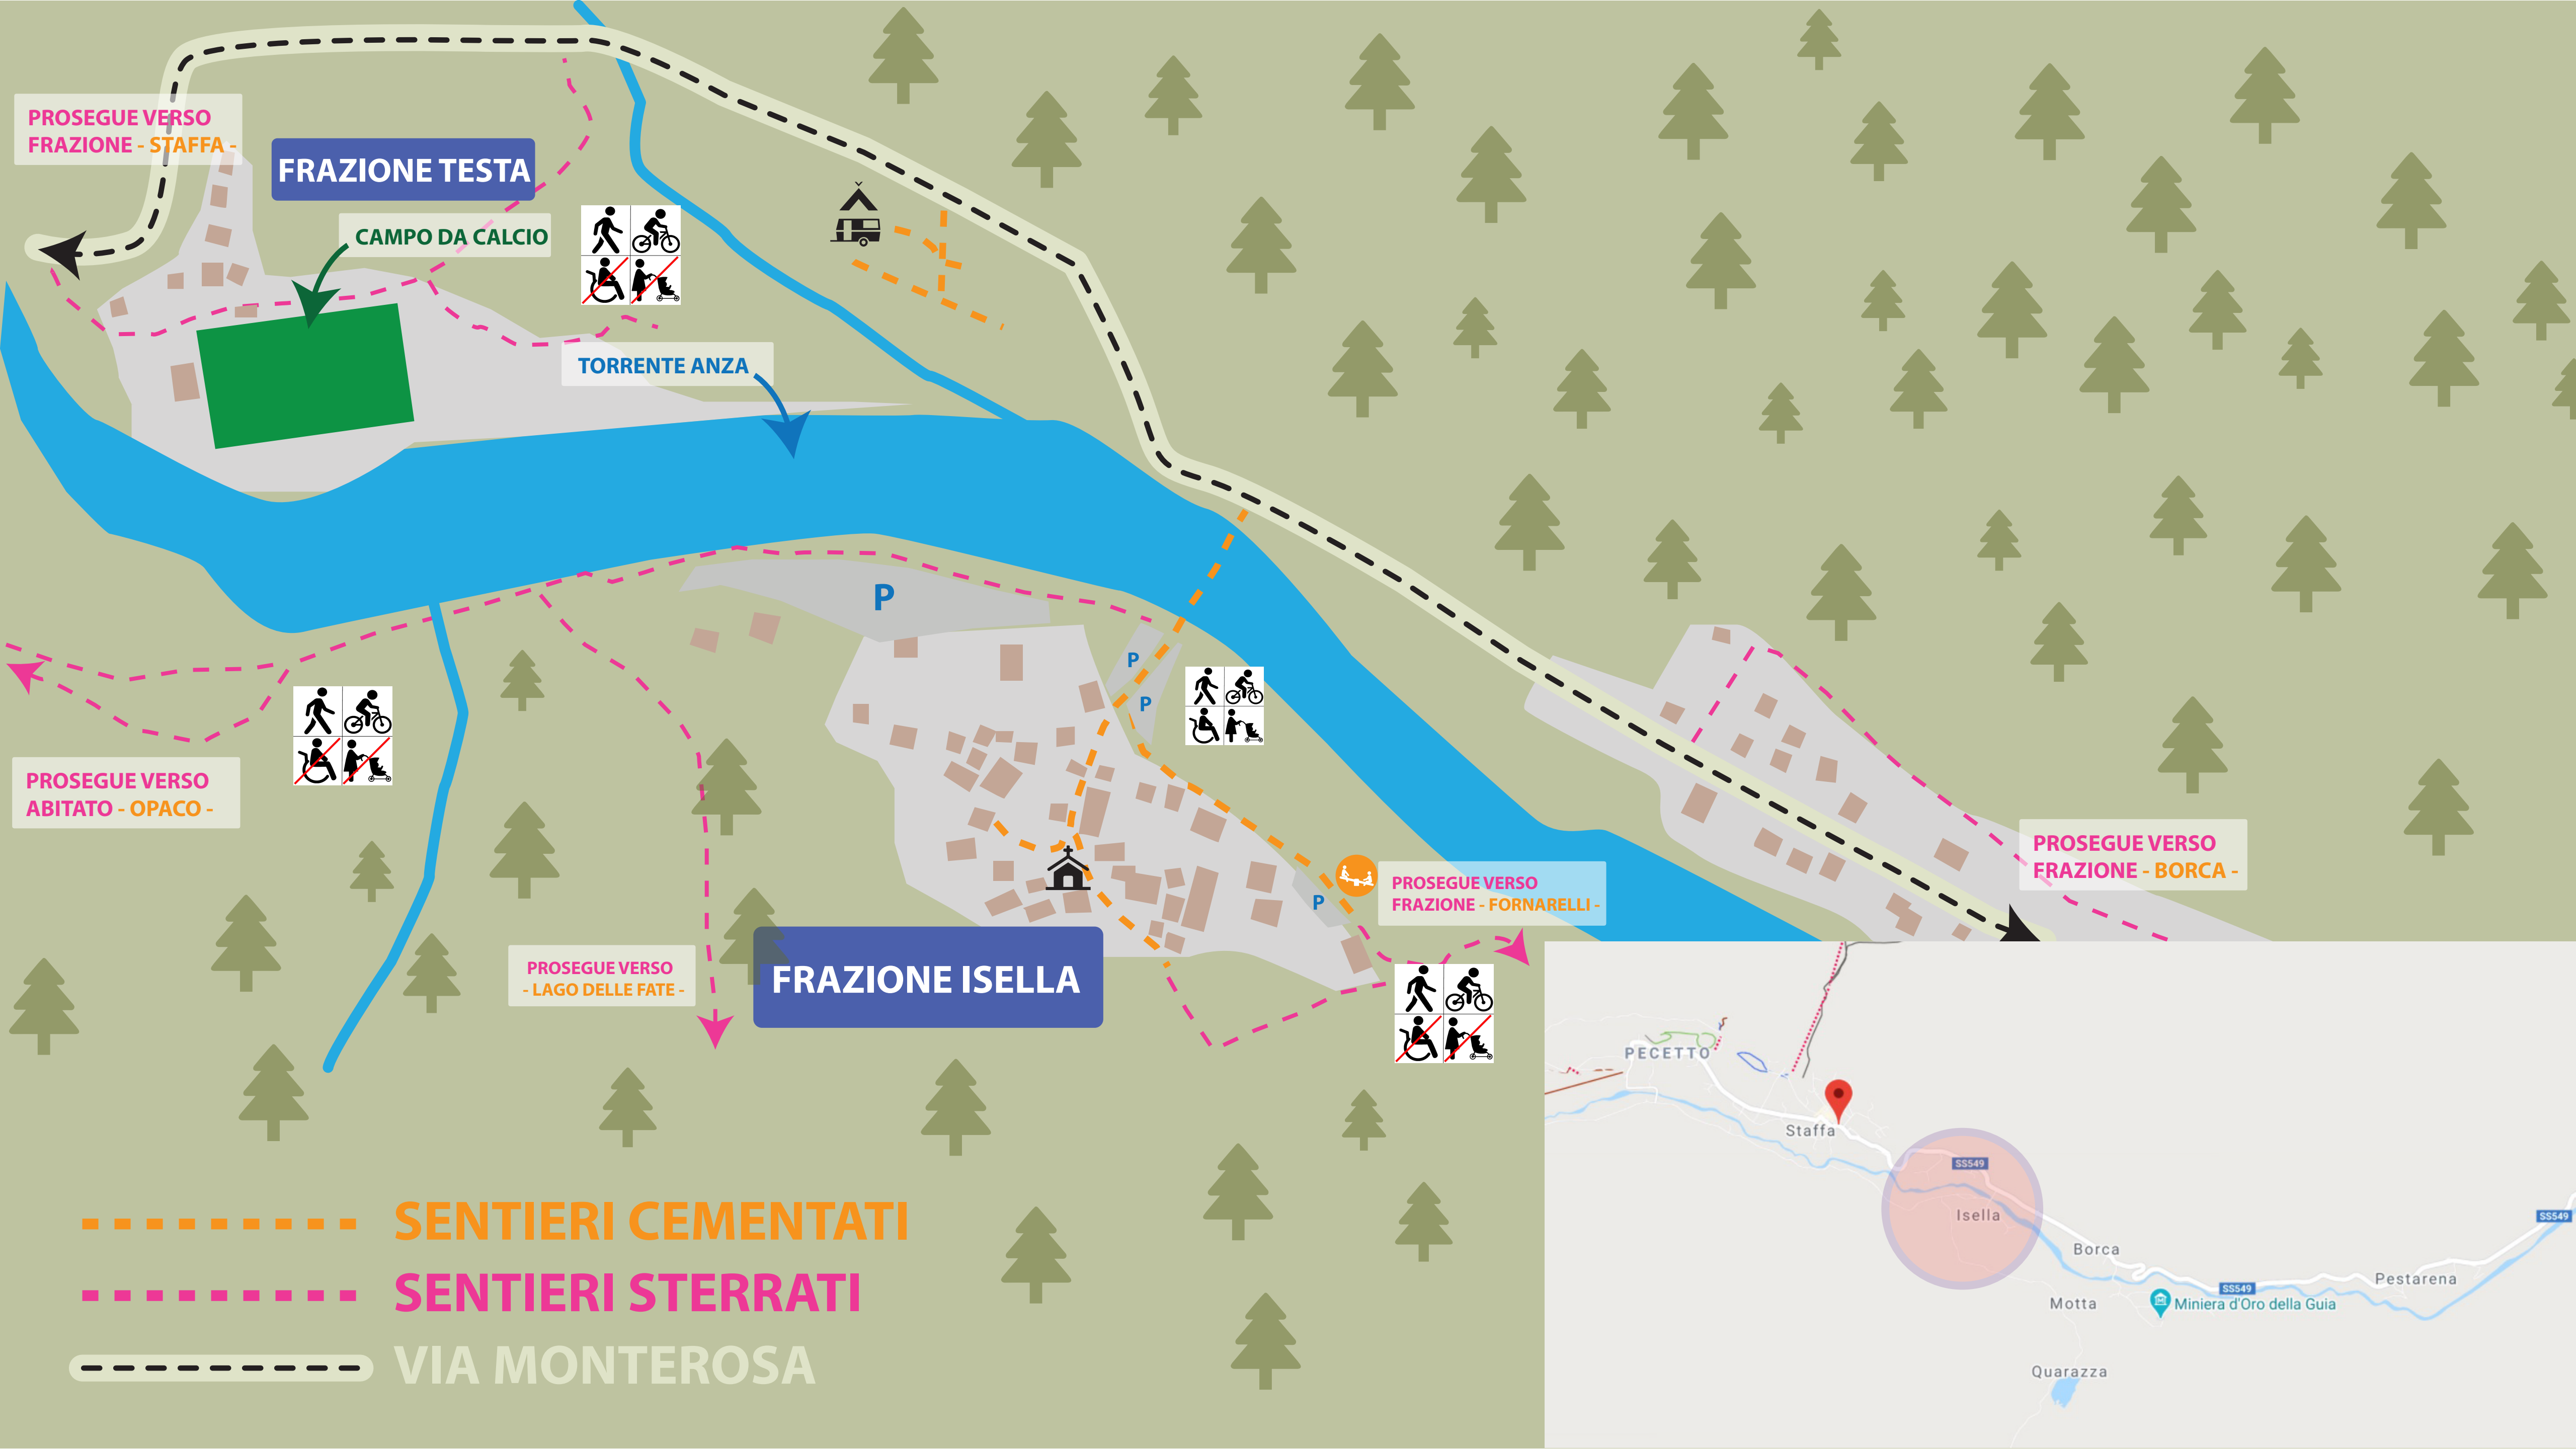 PROSEGUE VERSO
FRAZIONE - STAFFA -
FRAZIONE TESTA
CAMPO DA CALCIO
TORRENTE ANZA
P
P
P
PROSEGUE VERSO
ABITATO - OPACO -
PROSEGUE VERSO
FRAZIONE - BORCA -
PROSEGUE VERSO
FRAZIONE - FORNARELLI -
P
PROSEGUE VERSO
- LAGO DELLE FATE -
FRAZIONE ISELLA
SENTIERI CEMENTATI
SENTIERI STERRATI
VIA MONTEROSA
PECETTO
Staffa
SS549
Isella
SS549
Borca
Pestarena
SS549
Motta
Miniera d'Oro della Guia
Quarazza